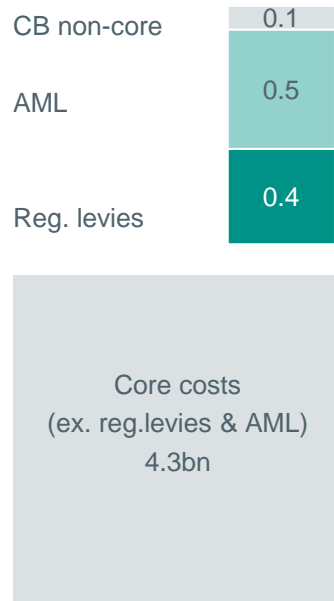 CB non-core 0.1
AML 0.5
Reg. levies 0.4
Core costs
(ex. reg.levies & AML)
4.3bn